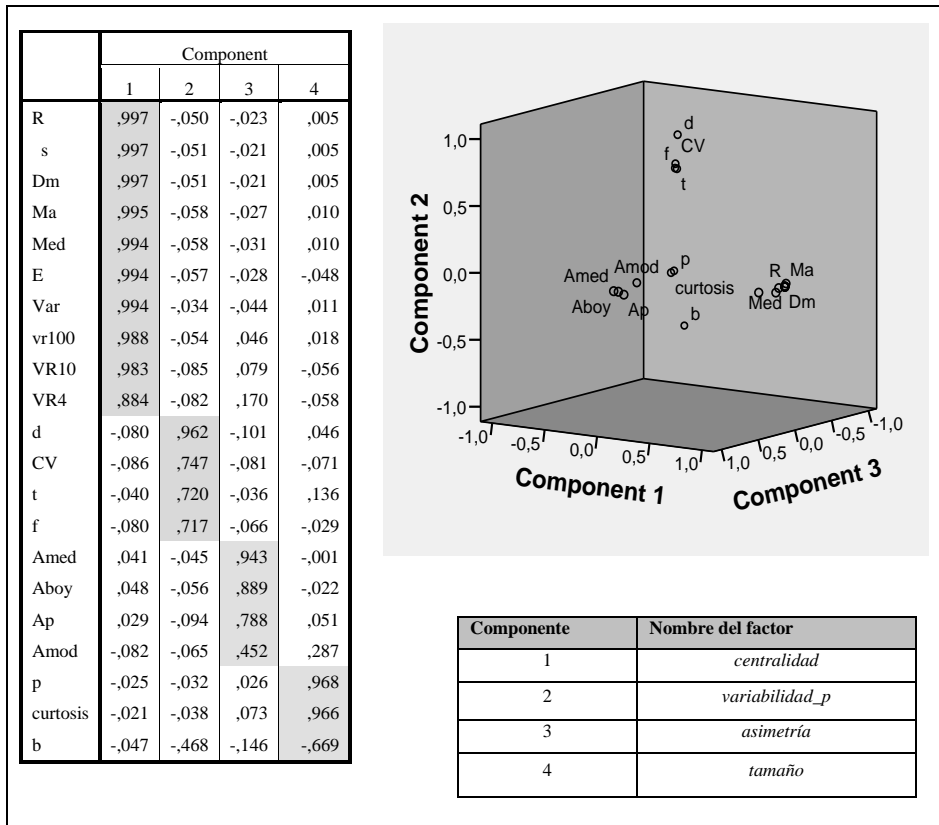 Component
1 2 3 4
R ,997 -,050 -,023 ,005
s ,997 -,051 -,021 ,005
Dm ,997 -,051 -,021 ,005
Ma ,995 -,058 -,027 ,010
Med ,994 -,058 -,031 ,010
E ,994 -,057 -,028 -,048
Var ,994 -,034 -,044 ,011
vr100 ,988 -,054 ,046 ,018
VR10 ,983 -,085 ,079 -,056
VR4 ,884 -,082 ,170 -,058
d -,080 ,962 -,101 ,046
CV -,086 ,747 -,081 -,071
t -,040 ,720 -,036 ,136
f -,080 ,717 -,066 -,029
Amed ,041 -,045 ,943 -,001
Aboy ,048 -,056 ,889 -,022
Ap ,029 -,094 ,788 ,051
Amod -,082 -,065 ,452 ,287
p -,025 -,032 ,026 ,968
curtosis -,021 -,038 ,073 ,966
b -,047 -,468 -,146 -,669
Component 2
1,0
0,5
0,0
-0,5
-1,0
d
CV
f
t
p
Amod
Amed
curtosis
Aboy
Ap
b
R Ma
Med Dm
-1,0 -0,5 0,0 0,5 1,0
Component 1
1,0 0,5 0,0 -0,5 -1,0
Component 3
Componente Nombre del factor
1 centralidad
2 variabilidad_p
3 asimetría
4 tamaño